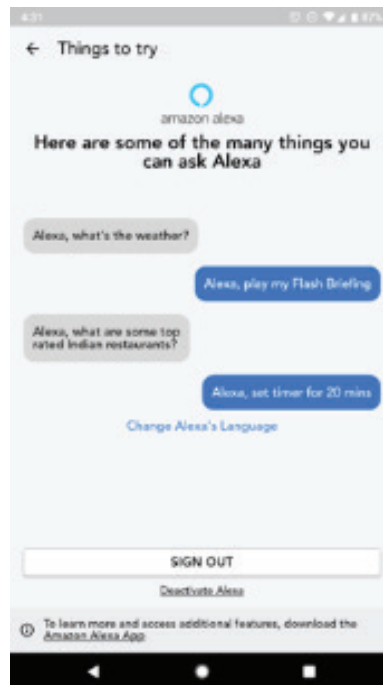 4:31
87%
Things to try
amazon alexa
Here are some of the many things you
can ask Alexa
Alexa, what's the weather?
Alexa, play my Flash Briefing
Alexa, what are some top
rated Indian restaurants?
Alexa, set timer for 20 mins
Change Alexa's Language
SIGN OUT
Deactivate Alexa
To learn more and access additional features, download the
Amazon Alexa App